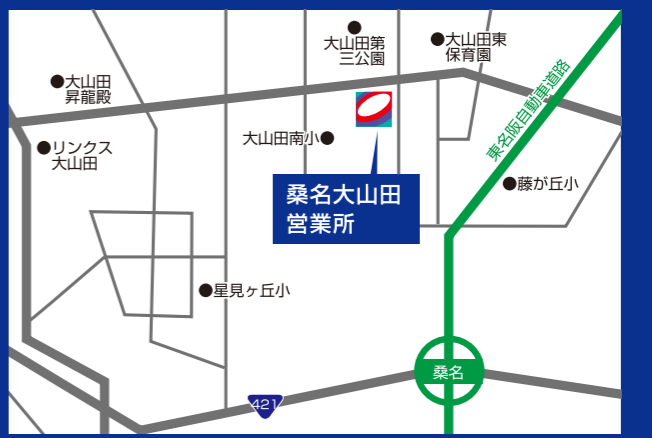 大山田第
三公園
大山田東
保育園
大山田
昇龍殿
東名阪自動車道路
大山田南小
リンクス
大山田
藤が丘小
桑名大山田
営業所
星見ヶ丘小
桑名
421